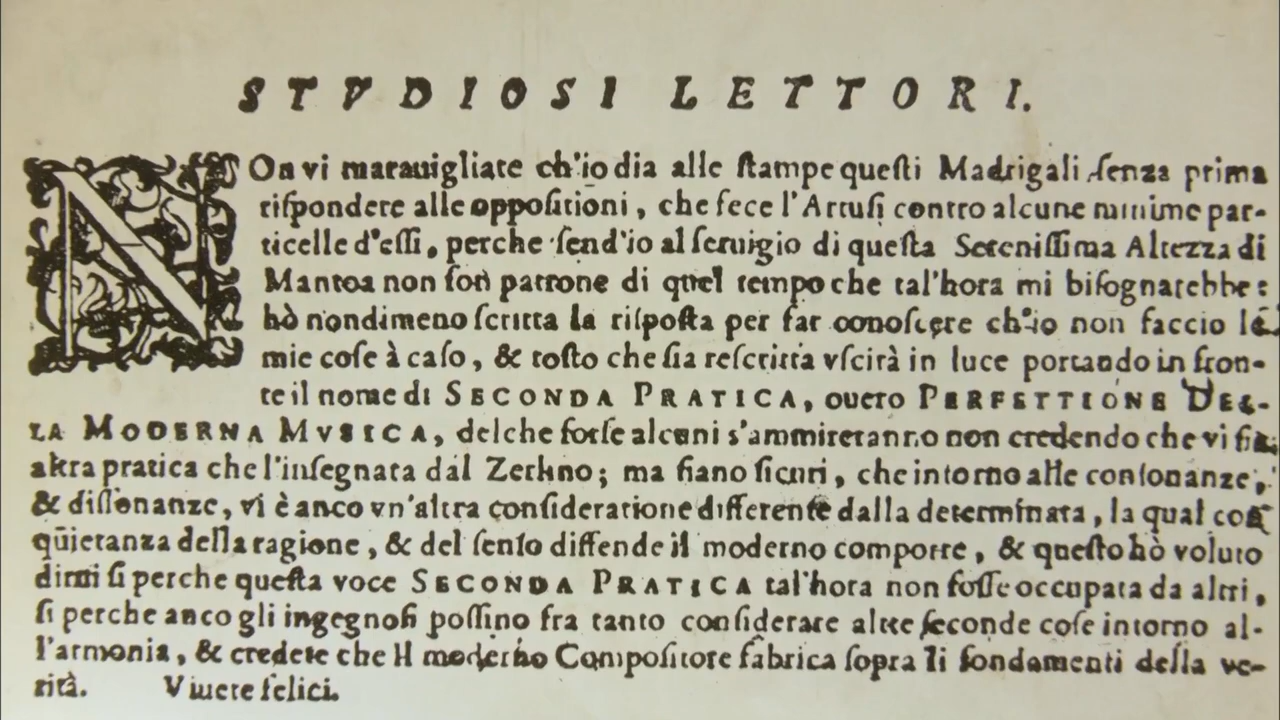 STVDIOSI LETTORI.
NOn vi marauigliate ch'io dia alle ſtampe queſti Madrigali ſenza prima
riſpondere alle oppoſitioni, che fece l'Artuſi contro alcune minime par-
ticelle d'eſſi, perche ſend'io al ſeruigio di queſta Sereniſſima Altezza di
Mantoa non ſon patrone di quel tempo che tal'hora mi biſognarebbe:
hò nondimeno ſcritta la riſpoſta per far conoſcere ch'io non faccio le
mie coſe à caſo, & toſto che ſia reſcritta vſcirà in luce portando in fron-
te il nome di SECONDA PRATICA, ouero PERFETTIONE DEL-
LA MODERNA MVSICA, delche forſe alcuni s'ammireranno non credendo che vi ſia
altra pratica che l'inſegnata dal Zerlino; ma ſiano ſicuri, che intorno alle conſonanze,
& diſſonanze, vi è anco vn'altra conſideratione differente dalla determinata, la qual con
qüietanza della ragione, & del ſenſo diffende il moderno comporre, & queſto hò voluto
dirui ſi perche queſta voce SECONDA PRATICA tal'hora non foſſe occupata da altri,
ſi perche anco gli ingegnoſi poſſino fra tanto conſiderare altre ſeconde coſe intorno al-
l'armonia, & credete che il moderno Compoſitore fabrica ſopra li fondamenti della ve-
rità. Viuete felici.